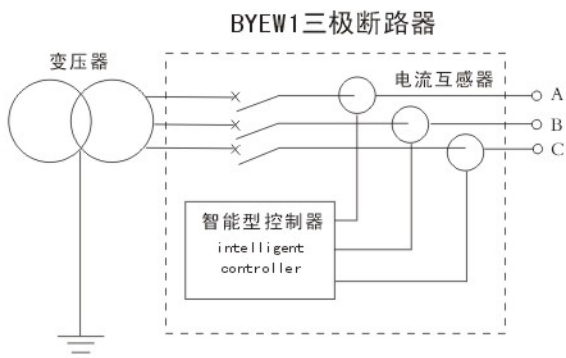 BYEW1三极断路器
变压器
电流互感器
A
B
C
智能型控制器
intelligent
controller